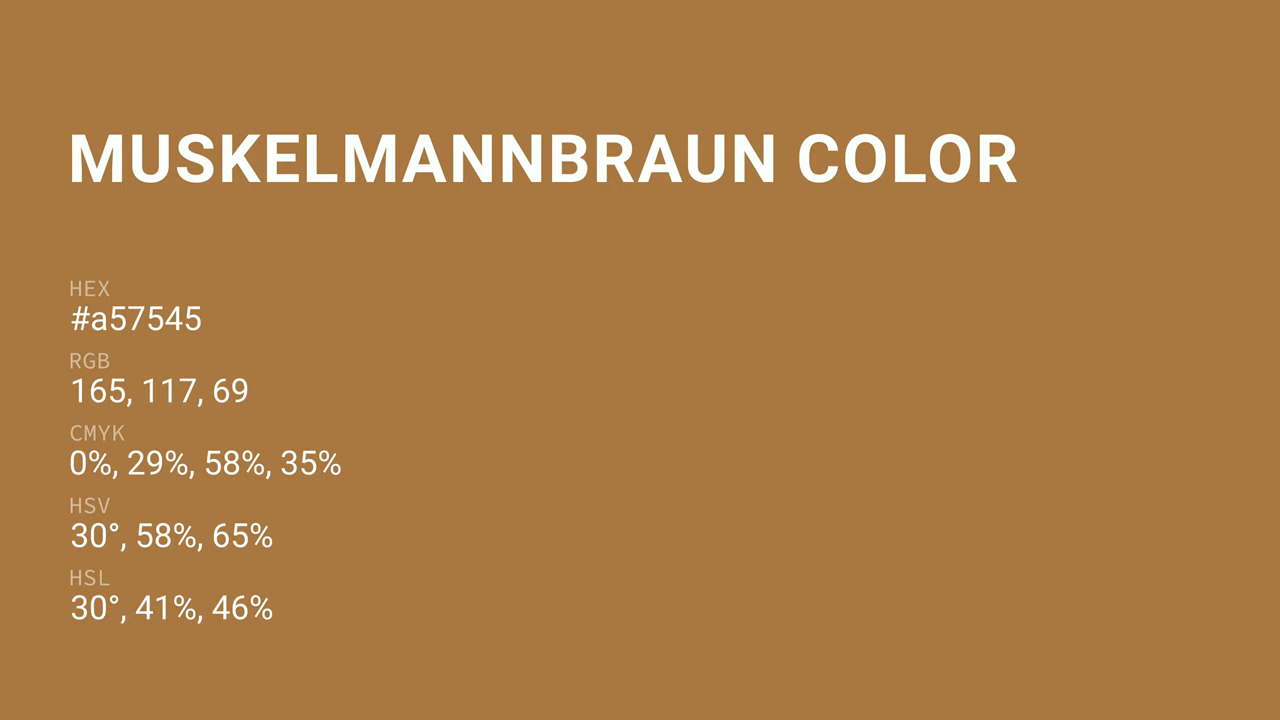 MUSKELMANNBRAUN COLOR
HEX
#a57545
RGB
165, 117, 69
CMYK
0%, 29%, 58%, 35%
HSV
30°, 58%, 65%
HSL
30°, 41%, 46%